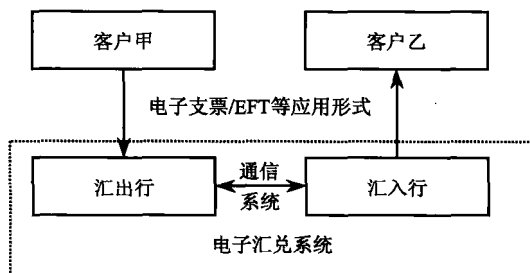 客户甲
客户乙
电子支票/EFT等应用形式
汇出行
通信
系统
汇入行
电子汇兑系统